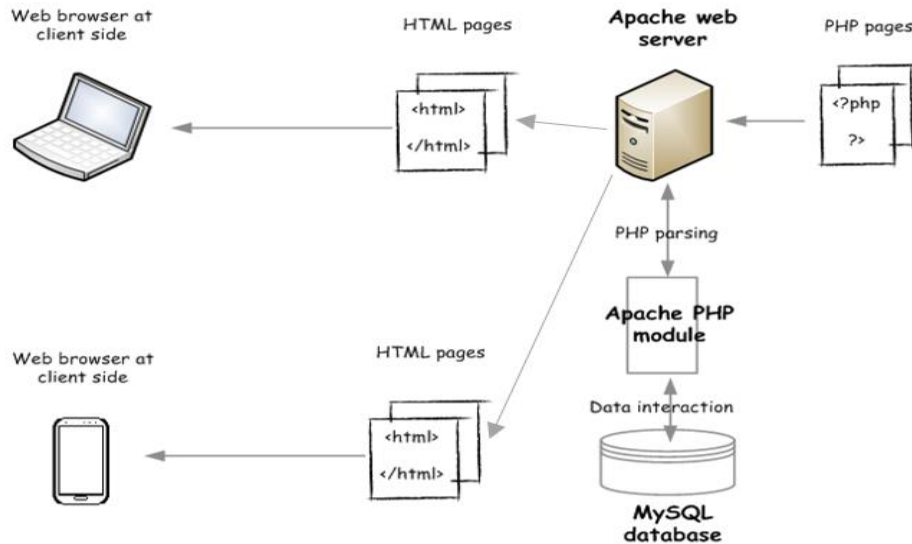 Web browser at
client side
HTML pages
Apache web
server
PHP pages
<html>
</html>
<?php
?>
PHP parsing
Apache PHP
module
Web browser at
client side
HTML pages
Data interaction
<html>
</html>
MySQL
database